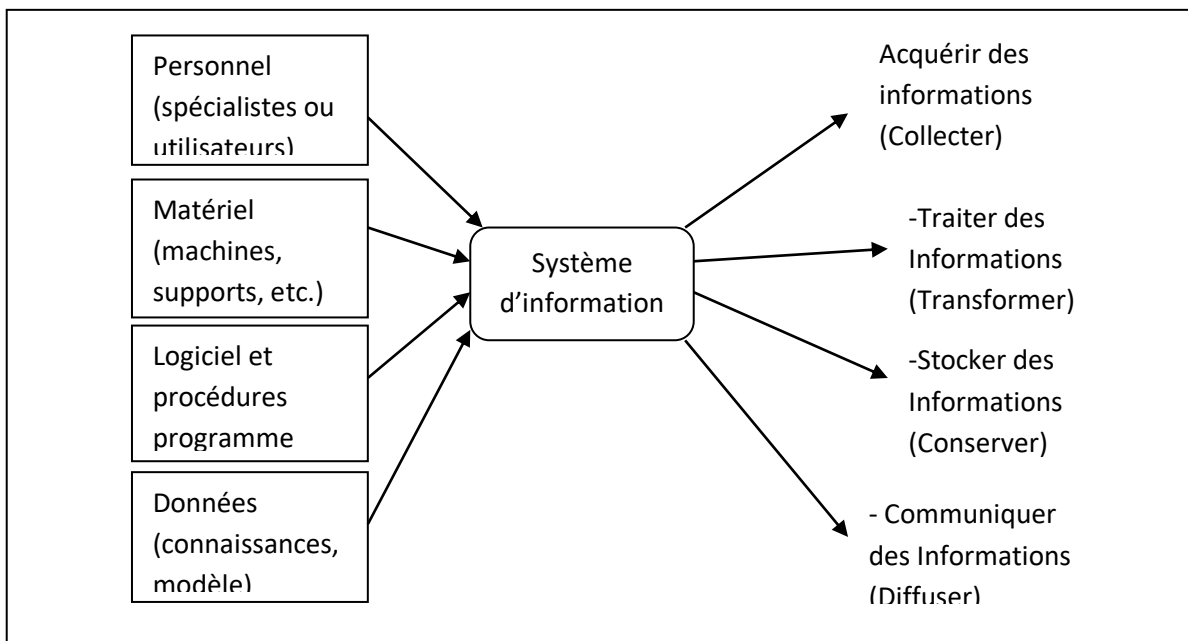 Personnel
(spécialistes ou
utilisateurs)
Matériel
(machines,
supports, etc.)
Logiciel et
procédures
programme
Données
(connaissances,
modèle)
Système
d’information
Acquérir des
informations
(Collecter)
-Traiter des
Informations
(Transformer)
-Stocker des
Informations
(Conserver)
- Communiquer
des Informations
(Diffuser)